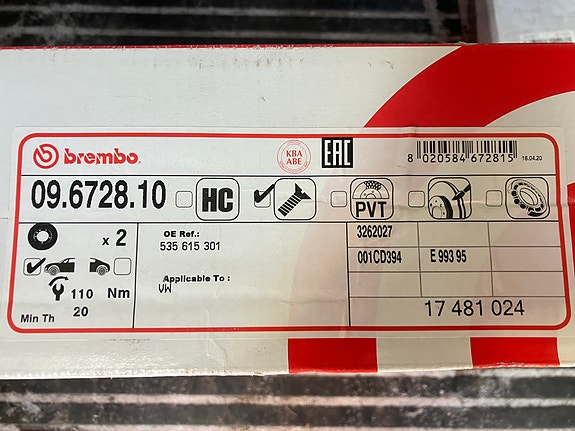 brembo
KBA
ABE
EAC
8 020584 672815
16.04.20
09.6728.10
HC
PVT
x 2
OE Ref.:
535 615 301
3262027
001CD394
E 993 95
Applicable To :
VW
110 Nm
Min Th 20
17 481 024